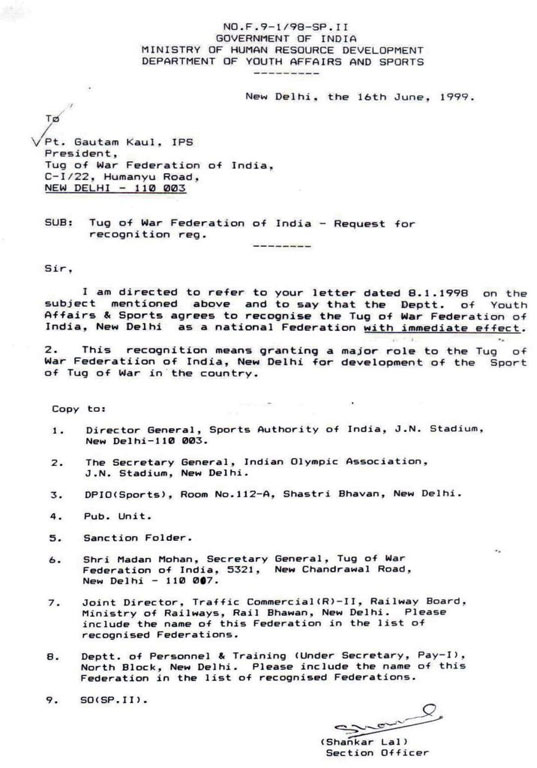 NO.F.9-1/98-SP.II
GOVERNMENT OF INDIA
MINISTRY OF HUMAN RESOURCE DEVELOPMENT
DEPARTMENT OF YOUTH AFFAIRS AND SPORTS
---------
New Delhi, the 16th June, 1999.
To
Pt. Gautam Kaul, IPS
President,
Tug of War Federation of India,
C-I/22, Humanyu Road,
NEW DELHI - 110 003
SUB: Tug of War Federation of India - Request for
recognition reg.
--------
Sir,
I am directed to refer to your letter dated 8.1.1998 on the
subject mentioned above and to say that the Deptt. of Youth
Affairs & Sports agrees to recognise the Tug of War Federation of
India, New Delhi as a national Federation with immediate effect.
2. This recognition means granting a major role to the Tug of
War Federatiion of India, New Delhi for development of the Sport
of Tug of War in the country.
Copy to:
1. Director General, Sports Authority of India, J.N. Stadium,
New Delhi-110 003.
2. The Secretary General, Indian Olympic Association,
J.N. Stadium, New Delhi.
3. DPIO(Sports), Room No.112-A, Shastri Bhavan, New Delhi.
4. Pub. Unit.
5. Sanction Folder.
6. Shri Madan Mohan, Secretary General, Tug of War
Federation of India, 5321, New Chandrawal Road,
New Delhi - 110 007.
7. Joint Director, Traffic Commercial(R)-II, Railway Board,
Ministry of Railways, Rail Bhawan, New Delhi. Please
include the name of this Federation in the list of
recognised Federations.
8. Deptt. of Personnel & Training (Under Secretary, Pay-I),
North Block, New Delhi. Please include the name of this
Federation in the list of recognised Federations.
9. SO(SP.II).
(Shankar Lal)
Section Officer